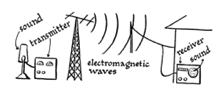 sound
transmitter
electromagnetic
waves
receiver
sound